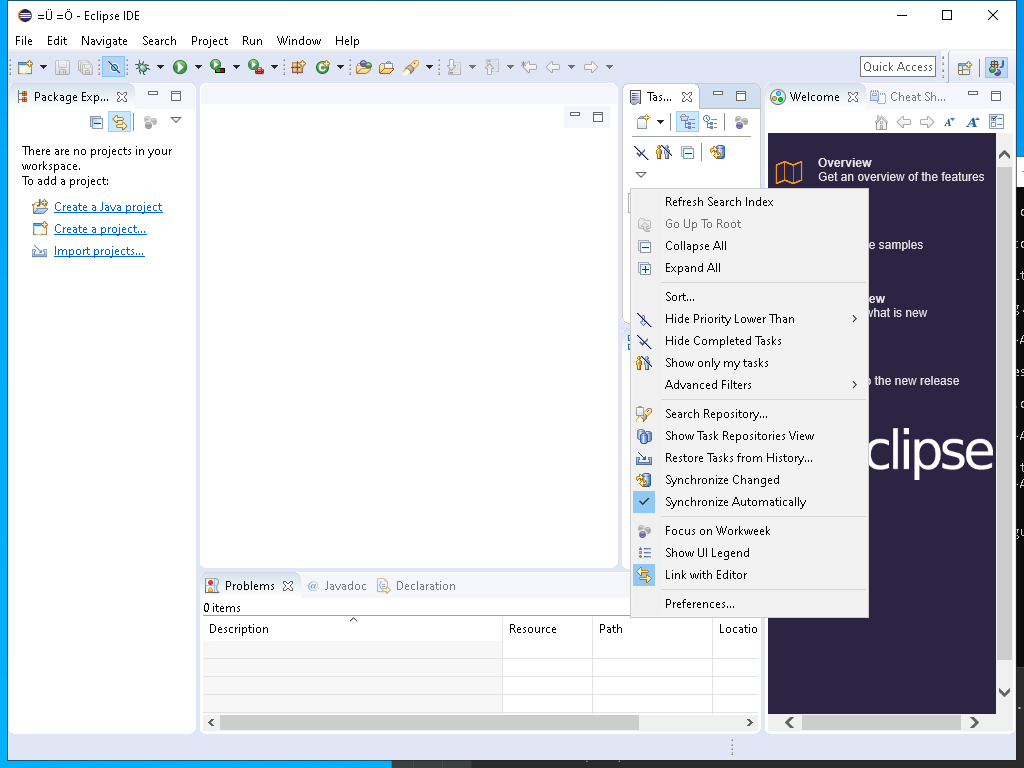 =Ü =Ö - Eclipse IDE
File Edit Navigate Search Project Run Window Help
Quick Access
Package Exp...
There are no projects in your
workspace.
To add a project:
Create a Java project
Create a project...
Import projects...
Tas...
Welcome
Cheat Sh...
Overview
Get an overview of the features
e samples
ew
what is new
the new release
clipse
Refresh Search Index
Go Up To Root
Collapse All
Expand All
Sort...
Hide Priority Lower Than
Hide Completed Tasks
Show only my tasks
Advanced Filters
Search Repository...
Show Task Repositories View
Restore Tasks from History...
Synchronize Changed
Synchronize Automatically
Focus on Workweek
Show UI Legend
Link with Editor
Preferences...
Problems
@ Javadoc
Declaration
0 items
Description Resource Path Locatio